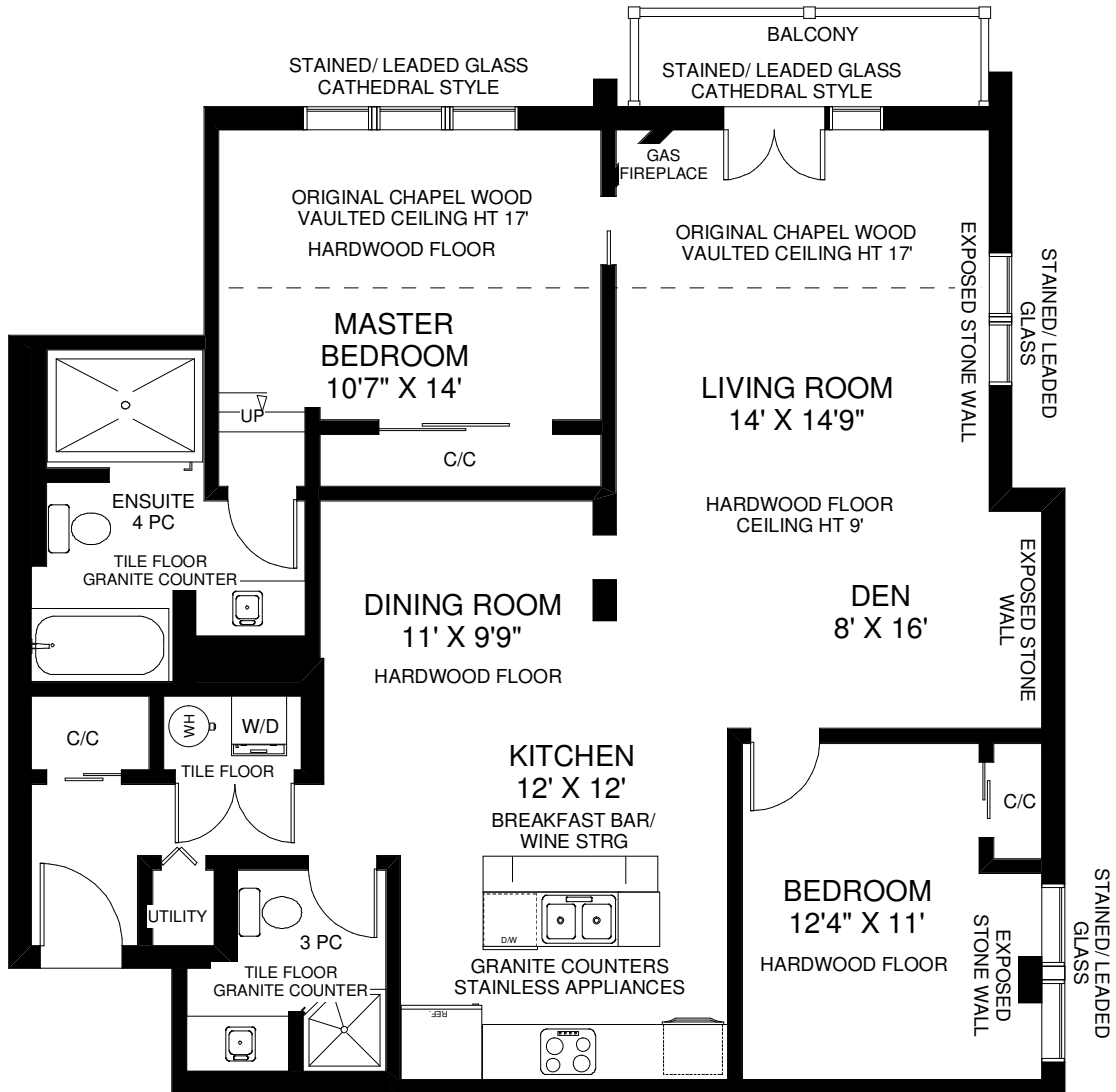 BALCONY
STAINED/ LEADED GLASS
CATHEDRAL STYLE
STAINED/ LEADED GLASS
CATHEDRAL STYLE
GAS
FIREPLACE
ORIGINAL CHAPEL WOOD
VAULTED CEILING HT 17'
HARDWOOD FLOOR
ORIGINAL CHAPEL WOOD
VAULTED CEILING HT 17'
EXPOSED STONE WALL
STAINED/ LEADED
GLASS
MASTER
BEDROOM
10'7" X 14'
UP
C/C
LIVING ROOM
14' X 14'9"
HARDWOOD FLOOR
CEILING HT 9'
ENSUITE
4 PC
TILE FLOOR
GRANITE COUNTER
DINING ROOM
11' X 9'9"
HARDWOOD FLOOR
DEN
8' X 16'
EXPOSED STONE
WALL
C/C
WH
W/D
TILE FLOOR
KITCHEN
12' X 12'
BREAKFAST BAR/
WINE STRG
D/W
GRANITE COUNTERS
STAINLESS APPLIANCES
REF.
UTILITY
3 PC
TILE FLOOR
GRANITE COUNTER
C/C
BEDROOM
12'4" X 11'
HARDWOOD FLOOR
EXPOSED
STONE WALL
STAINED/ LEADED
GLASS